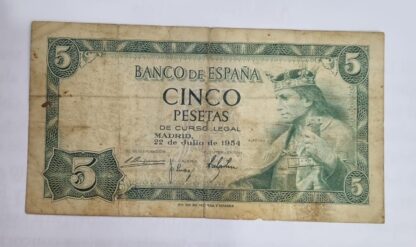 5
5
BANCO DE ESPAÑA
CINCO
PESETAS
DE CURSO LEGAL
MADRID,
22 de Julio de 1954
5
5